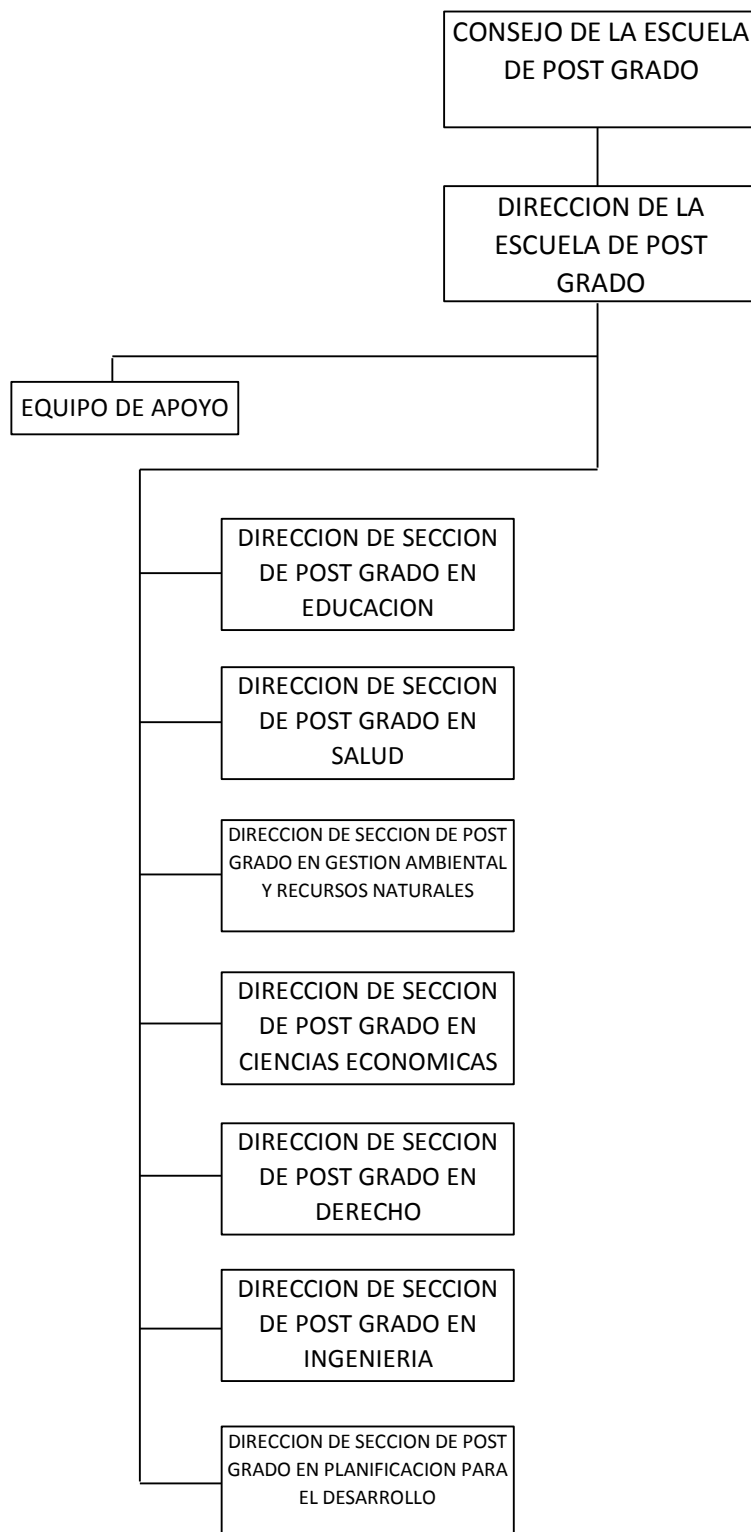 CONSEJO DE LA ESCUELA
DE POST GRADO
DIRECCION DE LA
ESCUELA DE POST
GRADO
EQUIPO DE APOYO
DIRECCION DE SECCION
DE POST GRADO EN
EDUCACION
DIRECCION DE SECCION
DE POST GRADO EN
SALUD
DIRECCION DE SECCION DE POST
GRADO EN GESTION AMBIENTAL
Y RECURSOS NATURALES
DIRECCION DE SECCION
DE POST GRADO EN
CIENCIAS ECONOMICAS
DIRECCION DE SECCION
DE POST GRADO EN
DERECHO
DIRECCION DE SECCION
DE POST GRADO EN
INGENIERIA
DIRECCION DE SECCION DE POST
GRADO EN PLANIFICACION PARA
EL DESARROLLO